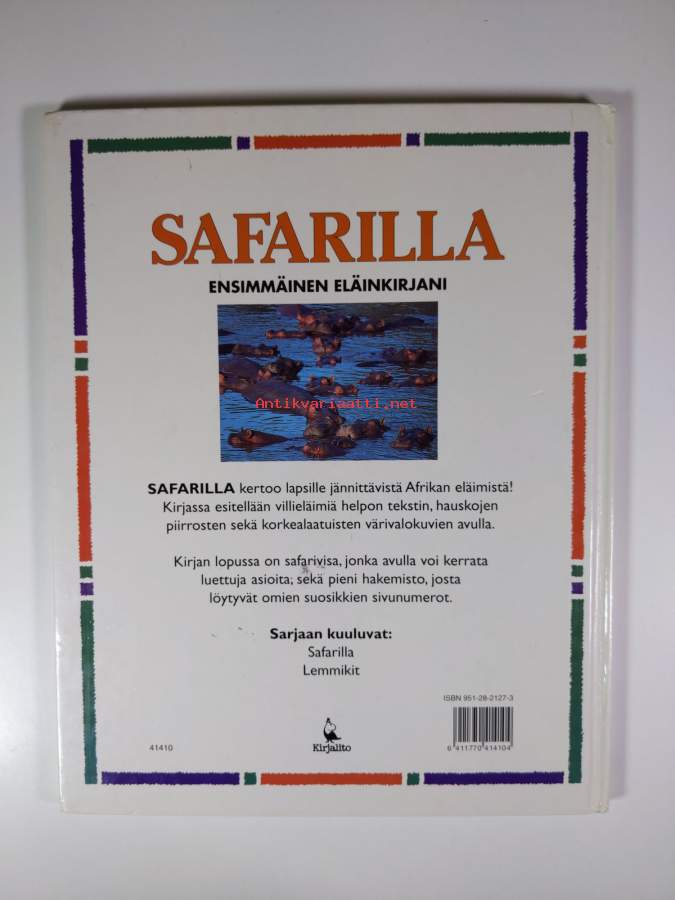 SAFARILLA
ENSIMMÄINEN ELÄINKIRJANI
Antikvariaatti.net
SAFARILLA kertoo lapsille jännittävistä Afrikan eläimistä!
Kirjassa esitellään villieläimiä helpon tekstin, hauskojen
piirrosten sekä korkealaatuisten värivalokuvien avulla.
Kirjan lopussa on safarivisa, jonka avulla voi kerrata
luettuja asioita; sekä pieni hakemisto, josta
löytyvät omien suosikkien sivunumerot.
Sarjaan kuuluvat:
Safarilla
Lemmikit
ISBN 951-28-2127-3
41410
Kirjalito
6 411770 414104